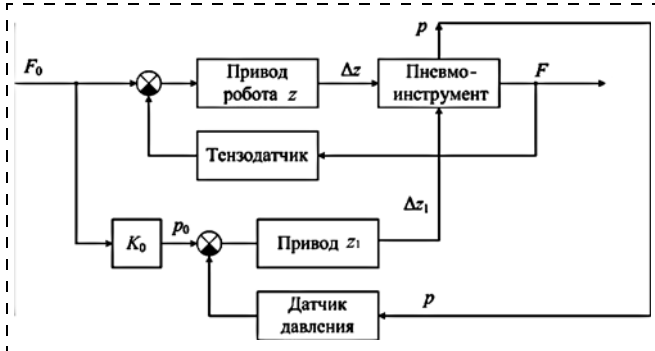 p
F₀
Привод
робота z
Δz
Пневмо-
инструмент
F
Тензодатчик
Δz₁
K₀
p₀
Привод z₁
Датчик
давления
p